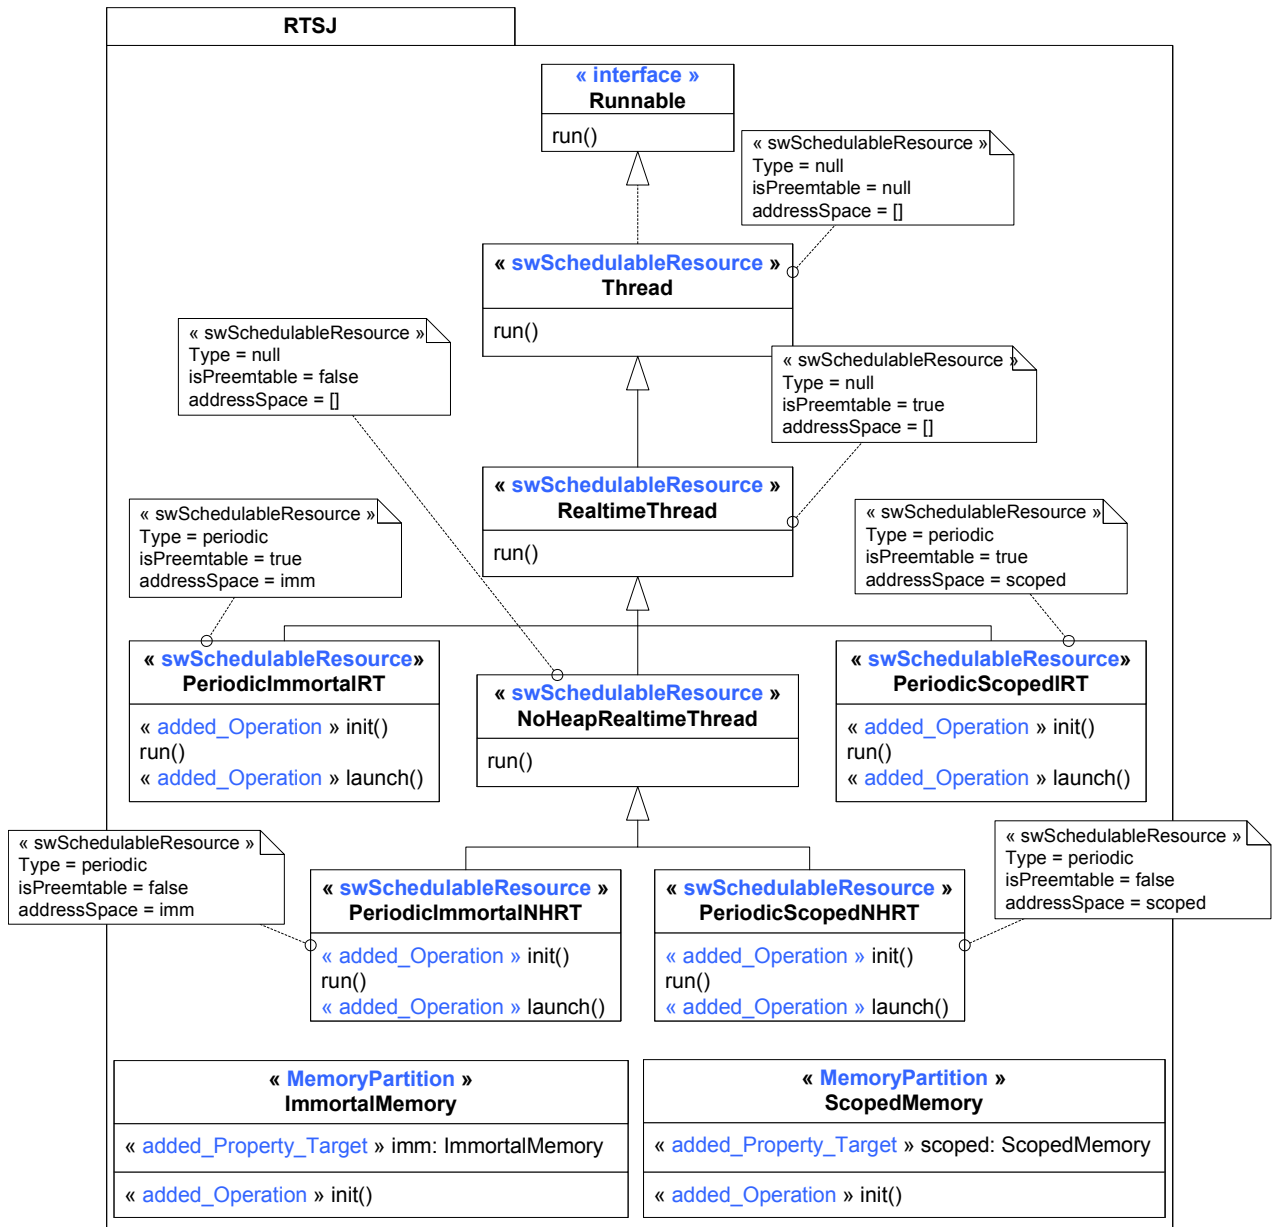 RTSJ
« interface »
Runnable
run()
« swSchedulableResource »
Type = null
isPreemtable = null
addressSpace = []
« swSchedulableResource »
Thread
run()
« swSchedulableResource »
Type = null
isPreemtable = false
addressSpace = []
« swSchedulableResource »
Type = null
isPreemtable = true
addressSpace = []
« swSchedulableResource »
RealtimeThread
run()
« swSchedulableResource »
Type = periodic
isPreemtable = true
addressSpace = imm
« swSchedulableResource »
Type = periodic
isPreemtable = true
addressSpace = scoped
« swSchedulableResource»
PeriodicImmortalRT
« added_Operation » init()
run()
« added_Operation » launch()
« swSchedulableResource »
NoHeapRealtimeThread
run()
« swSchedulableResource»
PeriodicScopedIRT
« added_Operation » init()
run()
« added_Operation » launch()
« swSchedulableResource »
Type = periodic
isPreemtable = false
addressSpace = imm
« swSchedulableResource »
PeriodicImmortalNHRT
« added_Operation » init()
run()
« added_Operation » launch()
« swSchedulableResource »
PeriodicScopedNHRT
« added_Operation » init()
run()
« added_Operation » launch()
« swSchedulableResource »
Type = periodic
isPreemtable = false
addressSpace = scoped
« MemoryPartition »
ImmortalMemory
« added_Property_Target » imm: ImmortalMemory
« added_Operation » init()
« MemoryPartition »
ScopedMemory
« added_Property_Target » scoped: ScopedMemory
« added_Operation » init()